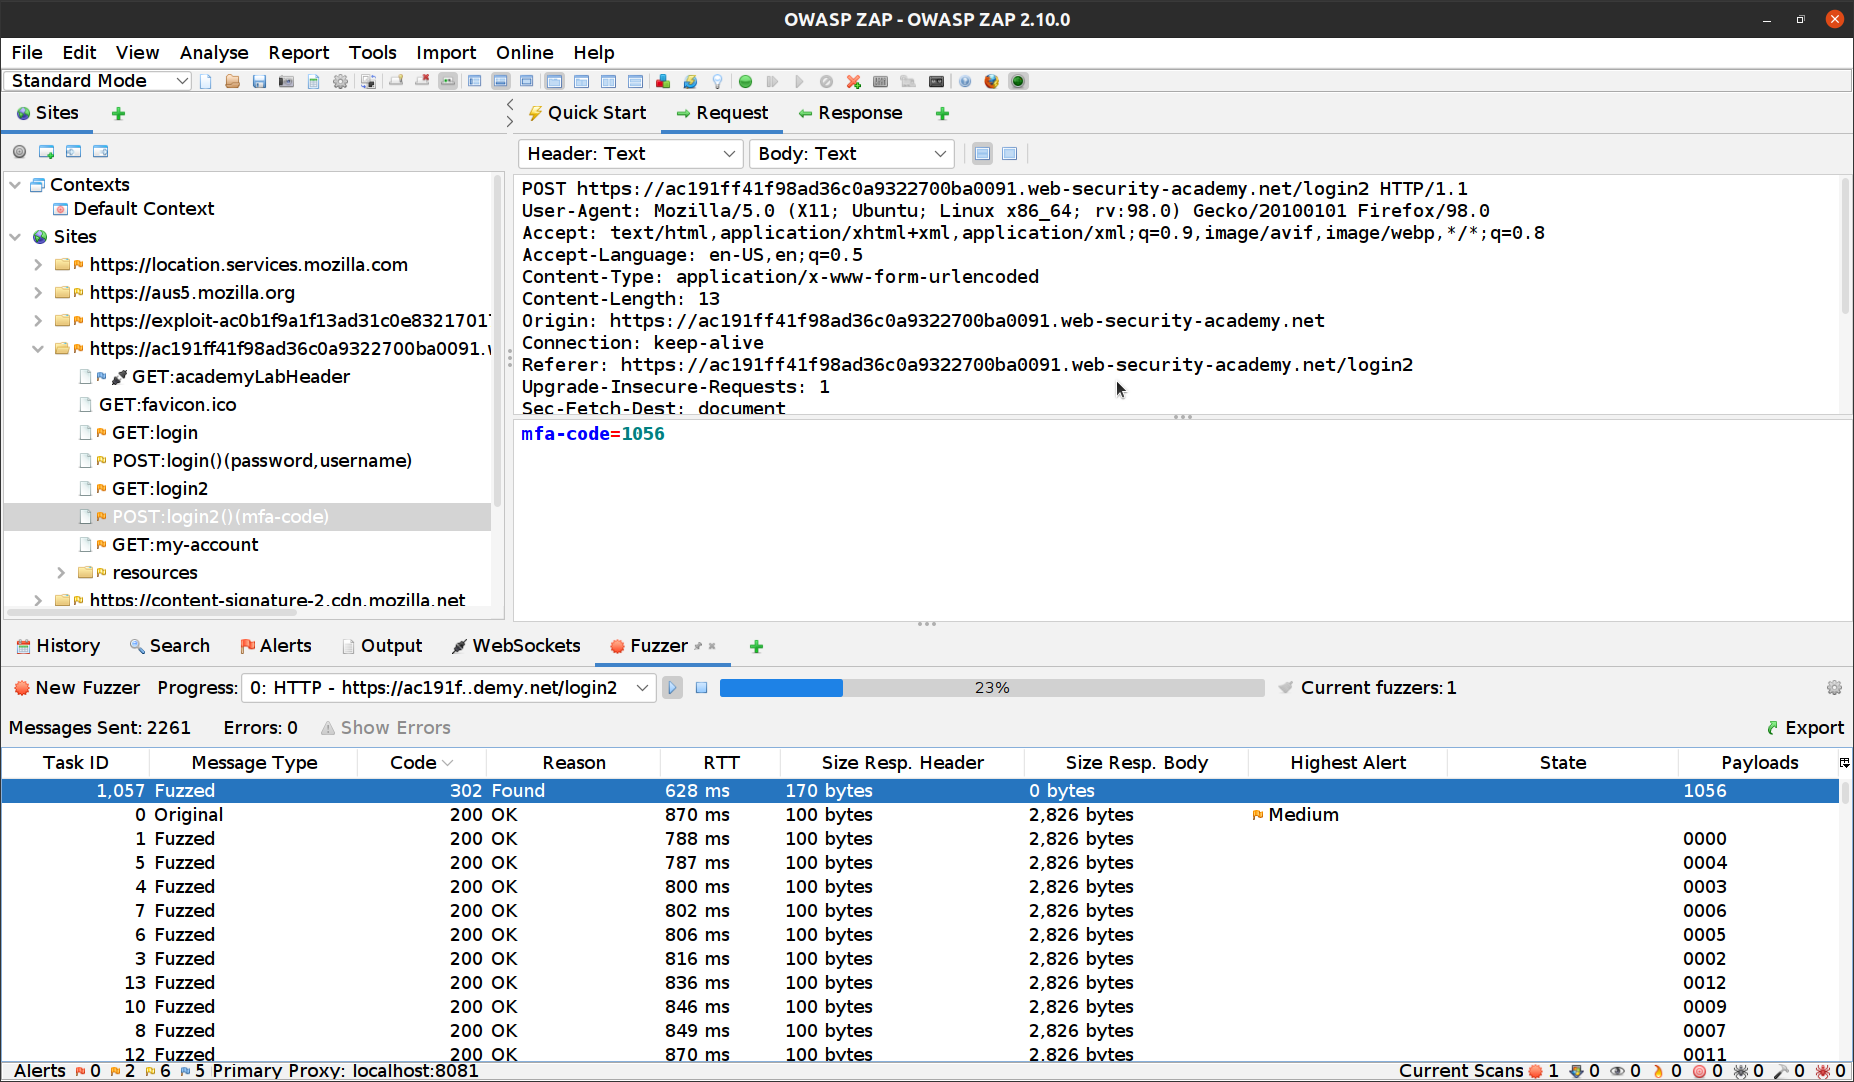 OWASP ZAP - OWASP ZAP 2.10.0
File Edit View Analyse Report Tools Import Online Help
Standard Mode
Sites
Quick Start Request Response
Header: Text Body: Text
Contexts
Default Context
Sites
https://location.services.mozilla.com
https://aus5.mozilla.org
https://exploit-ac0b1f9a1f13ad31c0e8321701
https://ac191ff41f98ad36c0a9322700ba0091.
GET:academyLabHeader
GET:favicon.ico
GET:login
POST:login()(password,username)
GET:login2
POST:login2()(mfa-code)
GET:my-account
resources
https://content-signature-2.cdn.mozilla.net
POST https://ac191ff41f98ad36c0a9322700ba0091.web-security-academy.net/login2 HTTP/1.1
User-Agent: Mozilla/5.0 (X11; Ubuntu; Linux x86_64; rv:98.0) Gecko/20100101 Firefox/98.0
Accept: text/html,application/xhtml+xml,application/xml;q=0.9,image/avif,image/webp,*/*;q=0.8
Accept-Language: en-US,en;q=0.5
Content-Type: application/x-www-form-urlencoded
Content-Length: 13
Origin: https://ac191ff41f98ad36c0a9322700ba0091.web-security-academy.net
Connection: keep-alive
Referer: https://ac191ff41f98ad36c0a9322700ba0091.web-security-academy.net/login2
Upgrade-Insecure-Requests: 1
Sec-Fetch-Dest: document
mfa-code=1056
History Search Alerts Output WebSockets Fuzzer
New Fuzzer Progress: 0: HTTP - https://ac191f..demy.net/login2 23% Current fuzzers: 1
Messages Sent: 2261 Errors: 0 Show Errors Export
Task ID Message Type Code Reason RTT Size Resp. Header Size Resp. Body Highest Alert State Payloads
1,057 Fuzzed 302 Found 628 ms 170 bytes 0 bytes 1056
0 Original 200 OK 870 ms 100 bytes 2,826 bytes Medium
1 Fuzzed 200 OK 788 ms 100 bytes 2,826 bytes 0000
5 Fuzzed 200 OK 787 ms 100 bytes 2,826 bytes 0004
4 Fuzzed 200 OK 800 ms 100 bytes 2,826 bytes 0003
7 Fuzzed 200 OK 802 ms 100 bytes 2,826 bytes 0006
6 Fuzzed 200 OK 806 ms 100 bytes 2,826 bytes 0005
3 Fuzzed 200 OK 816 ms 100 bytes 2,826 bytes 0002
13 Fuzzed 200 OK 836 ms 100 bytes 2,826 bytes 0012
10 Fuzzed 200 OK 846 ms 100 bytes 2,826 bytes 0009
8 Fuzzed 200 OK 849 ms 100 bytes 2,826 bytes 0007
12 Fuzzed 200 OK 870 ms 100 bytes 2,826 bytes 0011
Alerts 0 2 6 5 Primary Proxy: localhost:8081 Current Scans 1 0 0 0 0 0 0 0